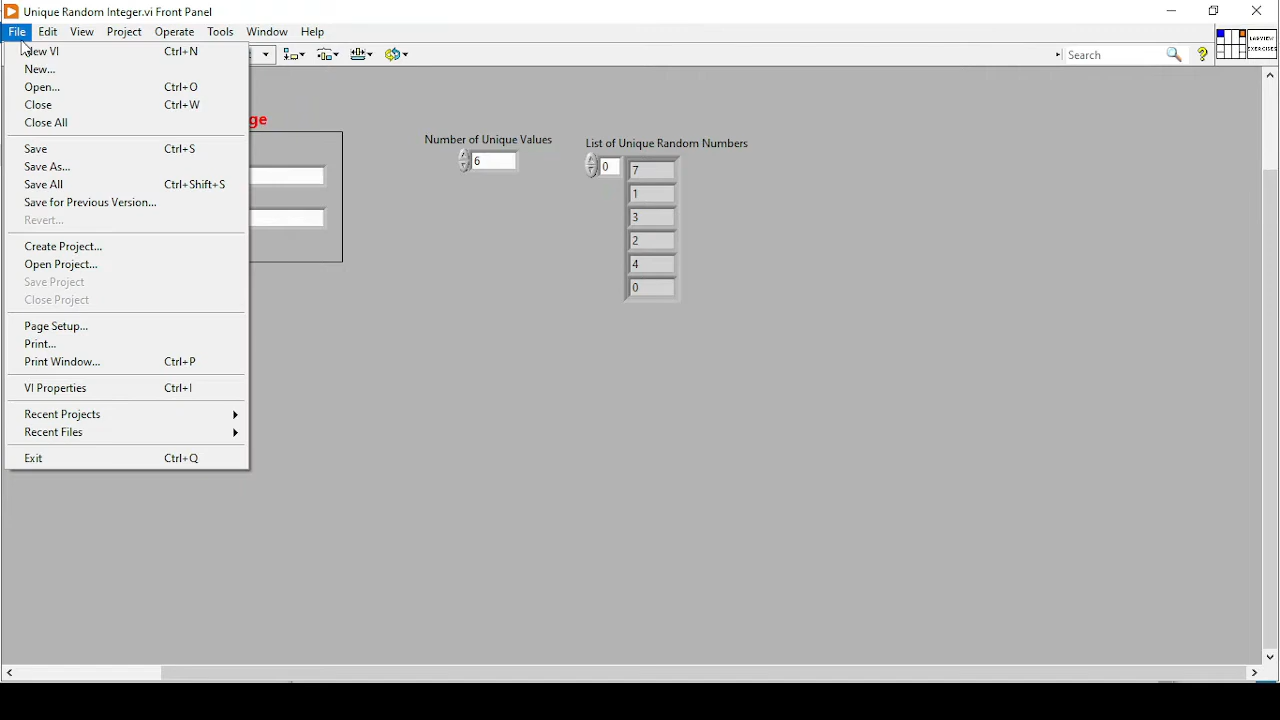 Unique Random Integer.vi Front Panel
File Edit View Project Operate Tools Window Help
New VI Ctrl+N
New...
Open... Ctrl+O
Close Ctrl+W
Close All
Save Ctrl+S
Save As...
Save All Ctrl+Shift+S
Save for Previous Version...
Revert...
Create Project...
Open Project...
Save Project
Close Project
Page Setup...
Print...
Print Window... Ctrl+P
VI Properties Ctrl+I
Recent Projects
Recent Files
Exit Ctrl+Q
Search
?
LABVIEW
EXERCISES
ge
Number of Unique Values
6
List of Unique Random Numbers
0
7
1
3
2
4
0